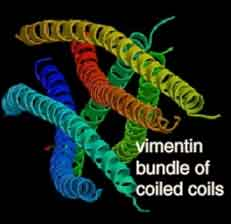 vimentin
bundle of
coiled coils